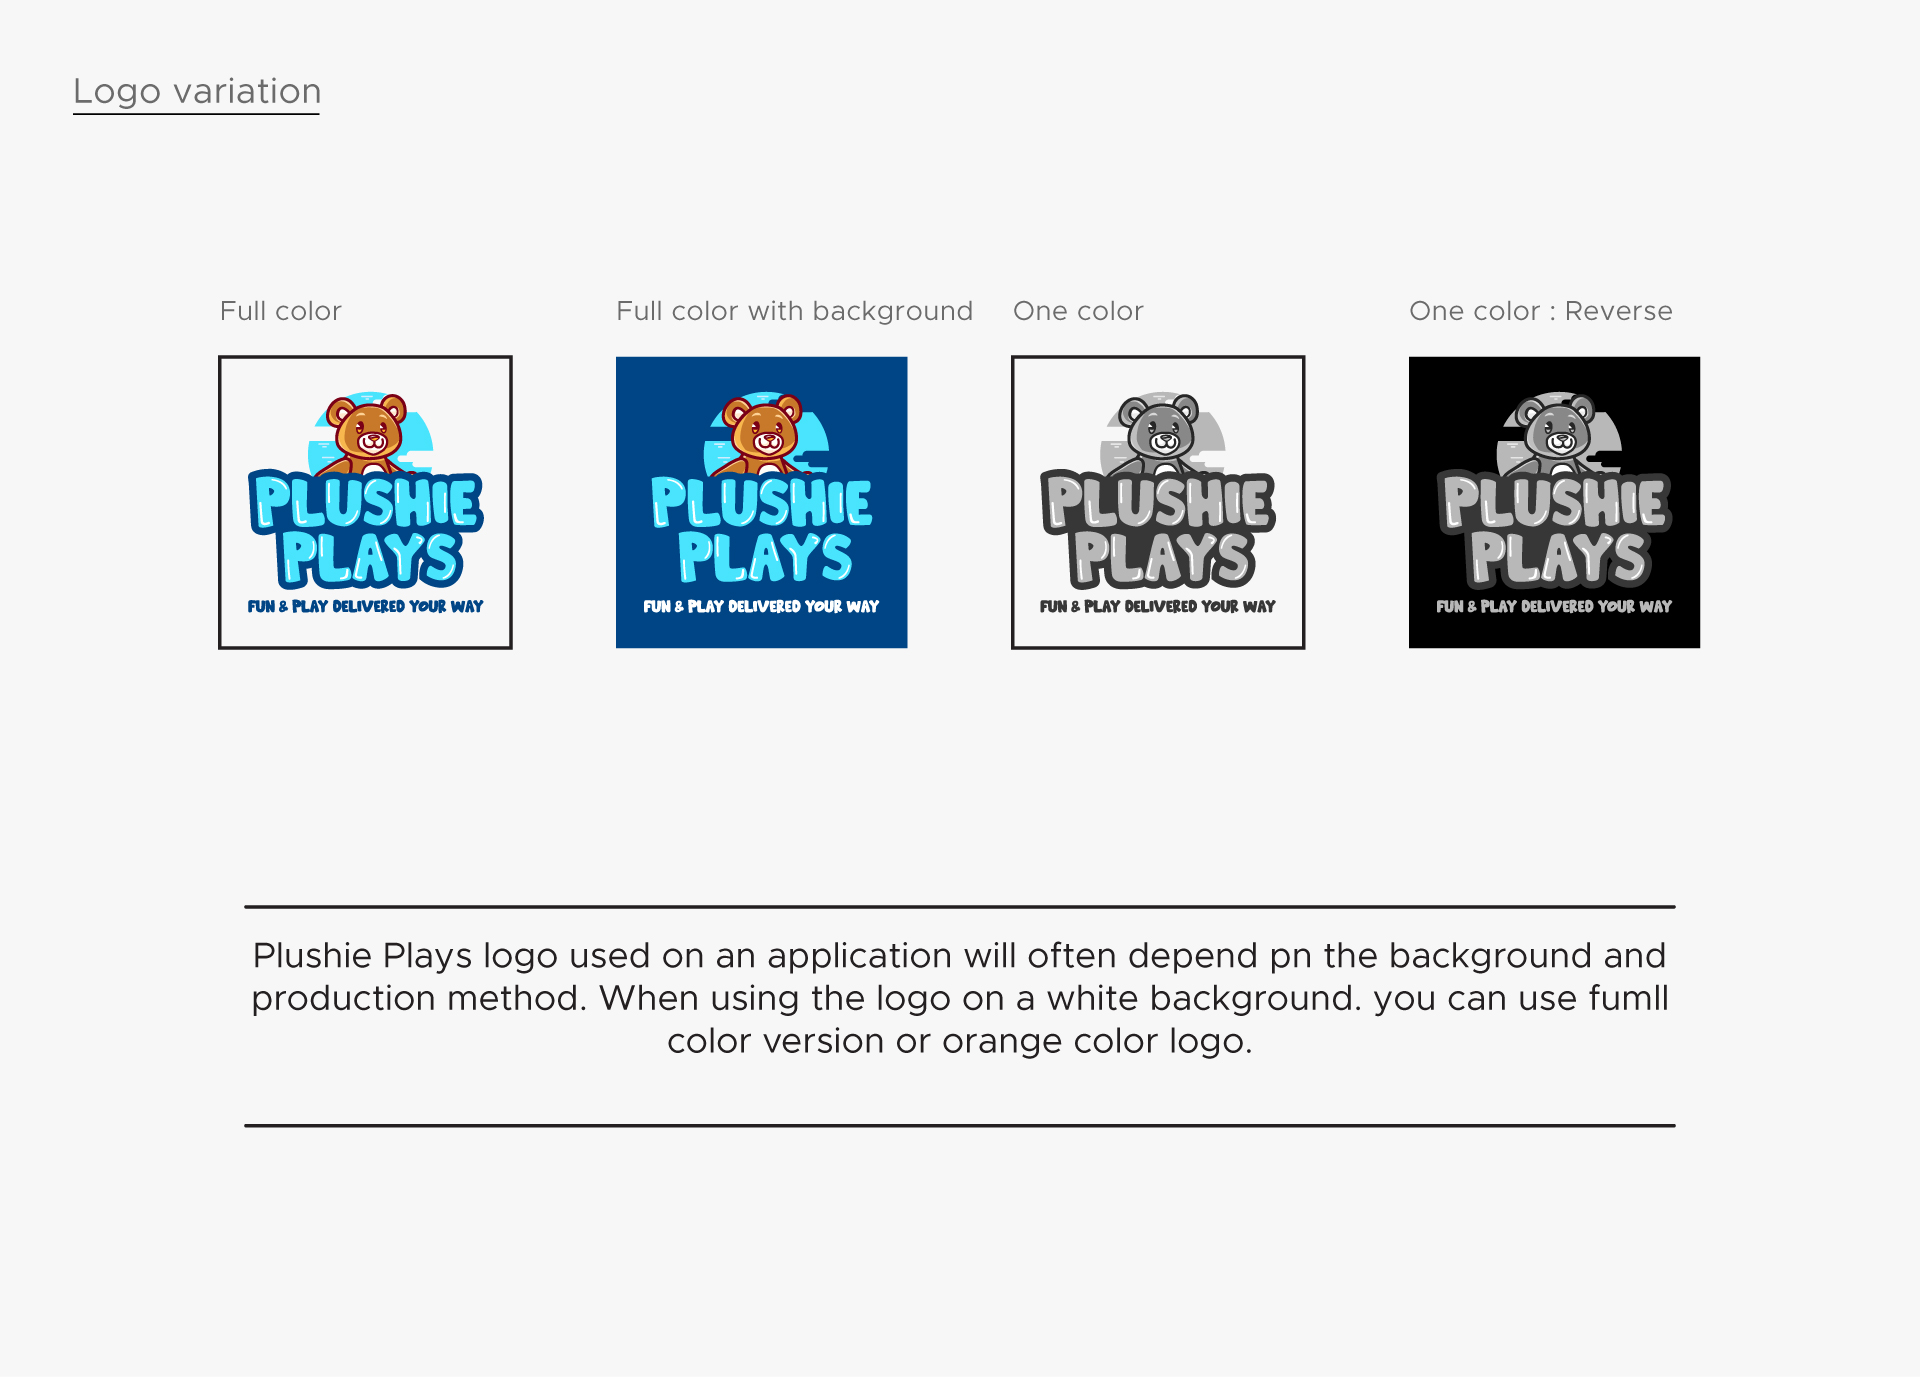 Logo variation
Full color
Full color with background
One color
One color : Reverse
PLUSHIE
PLAYS
FUN & PLAY DELIVERED YOUR WAY
PLUSHIE
PLAYS
FUN & PLAY DELIVERED YOUR WAY
PLUSHIE
PLAYS
FUN & PLAY DELIVERED YOUR WAY
PLUSHIE
PLAYS
FUN & PLAY DELIVERED YOUR WAY
Plushie Plays logo used on an application will often depend pn the background and
production method. When using the logo on a white background. you can use fumll
color version or orange color logo.